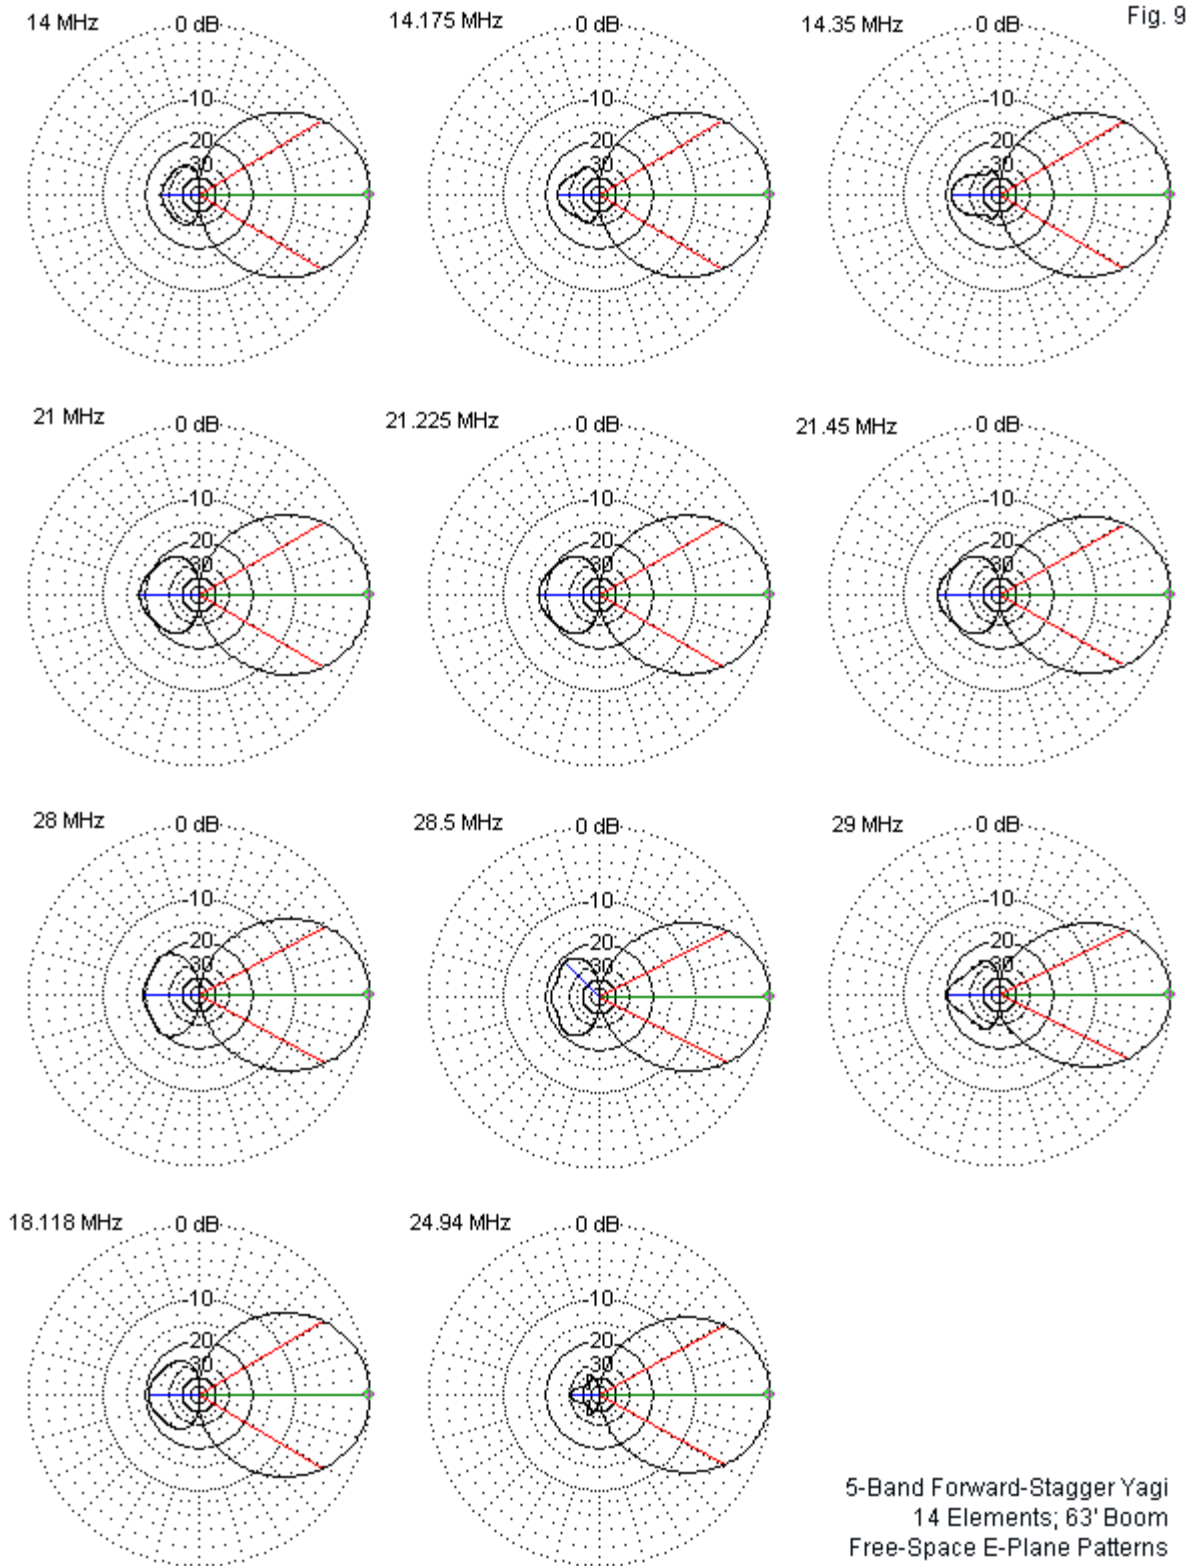 Fig. 9
14 MHz
0 dB
-10
20
30
14.175 MHz
0 dB
-10
20
30
14.35 MHz
0 dB
-10
20
30
21 MHz
0 dB
-10
20
30
21.225 MHz
0 dB
-10
20
30
21.45 MHz
0 dB
-10
20
30
28 MHz
0 dB
-10
-20
30
28.5 MHz
0 dB
-10
-20
30
29 MHz
0 dB
-10
-20
30
18.118 MHz
0 dB
-10
20
30
24.94 MHz
0 dB
-10
20
30
5-Band Forward-Stagger Yagi
14 Elements; 63' Boom
Free-Space E-Plane Patterns